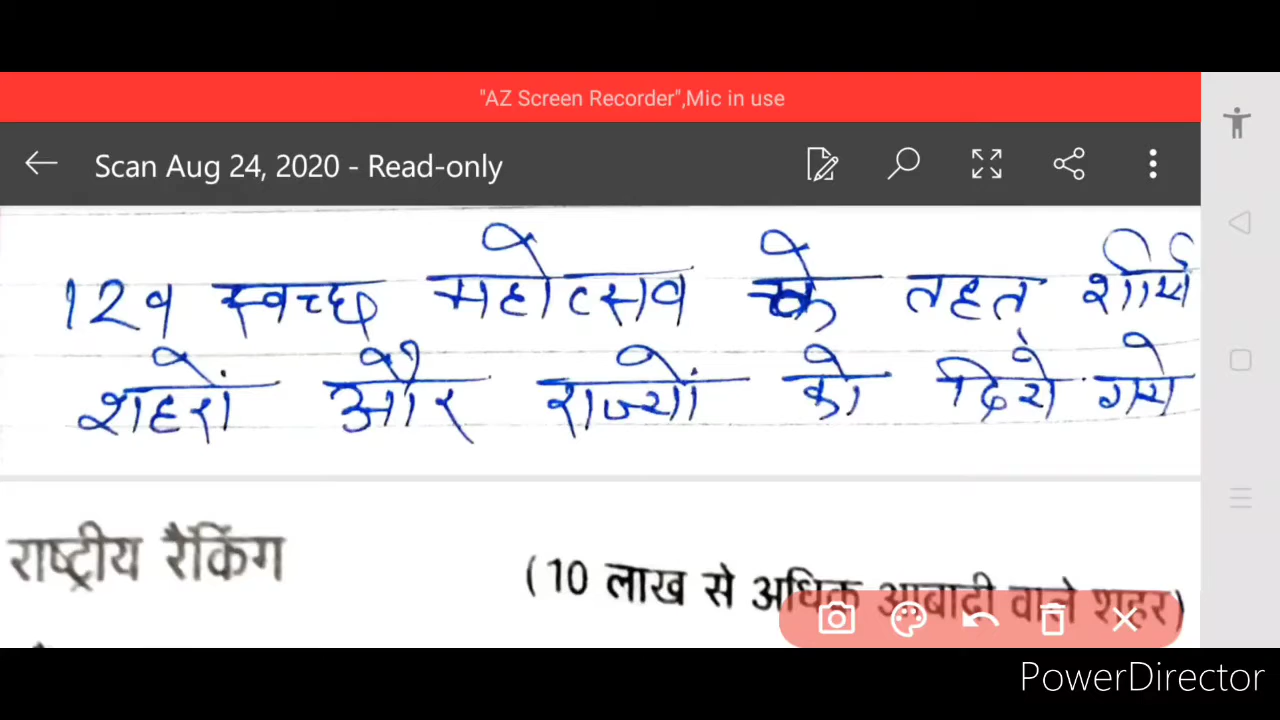 "AZ Screen Recorder",Mic in use
Scan Aug 24, 2020 - Read-only
129 स्वच्छ महोत्सव के तहत शीर्ष
शहरों और राज्यों को दिये गये
राष्ट्रीय रैंकिंग
(10 लाख से अधिक आबादी वाले शहर)
PowerDirector